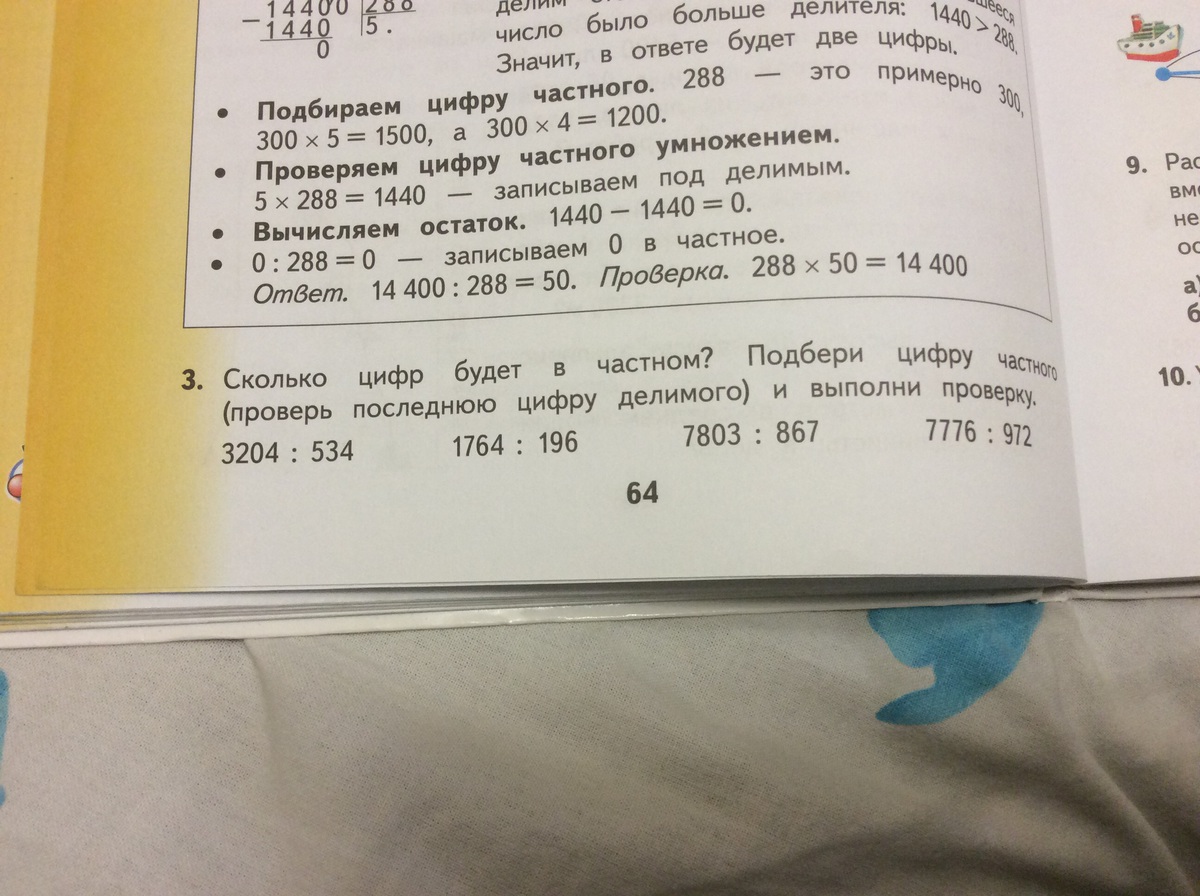 14400 288
− 1440 5.
0
делим
число было больше делителя: 1440 > 288.
Значит, в ответе будет две цифры.
• Подбираем цифру частного. 288 — это примерно 300,
300 × 5 = 1500, а 300 × 4 = 1200.
• Проверяем цифру частного умножением.
5 × 288 = 1440 — записываем под делимым.
• Вычисляем остаток. 1440 − 1440 = 0.
• 0 : 288 = 0 — записываем 0 в частное.
Ответ. 14 400 : 288 = 50. Проверка. 288 × 50 = 14 400
3. Сколько цифр будет в частном? Подбери цифру частного
(проверь последнюю цифру делимого) и выполни проверку.
3204 : 534 1764 : 196 7803 : 867 7776 : 972
64
9.
а)
10.